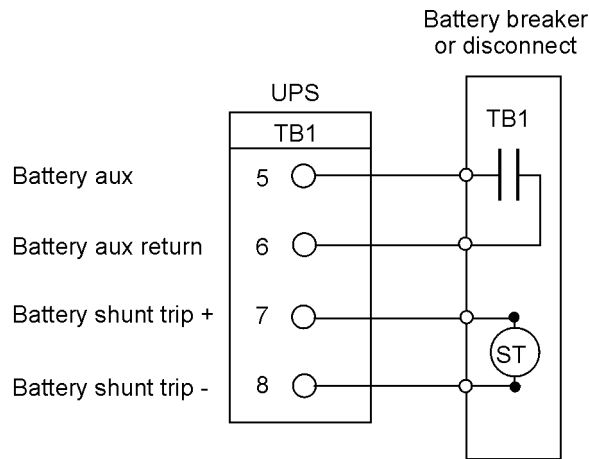 Battery breaker
or disconnect
UPS
TB1
TB1
Battery aux
5
Battery aux return
6
Battery shunt trip +
7
ST
Battery shunt trip -
8